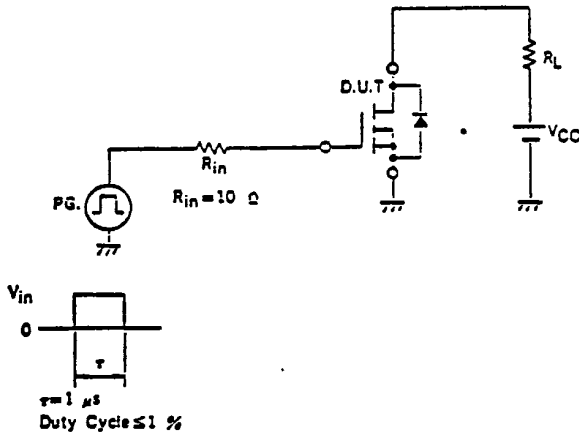 D.U.T
R_L
V_CC
R_in
PG.
R_in=10 Ω
V_in
0
τ
τ=1 μs
Duty Cycle≤1 %